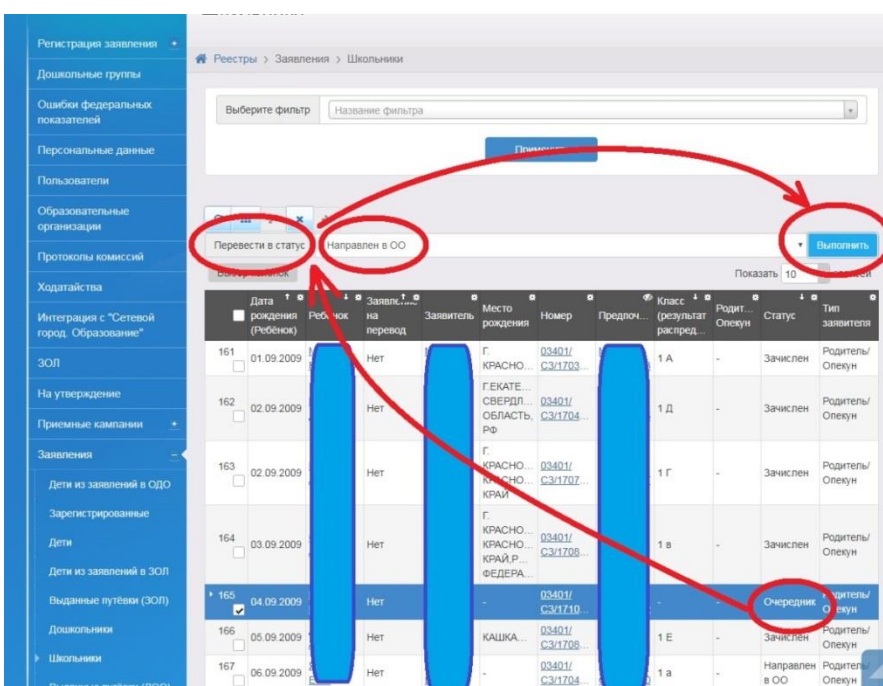 Регистрация заявления +
Дошкольные группы
Ошибки федеральных
показателей
Персональные данные
Пользователи
Образовательные
организации
Протоколы комиссий
Ходатайства
Интеграция с "Сетевой
город. Образование"
ЗОЛ
На утверждение
Приемные кампании +
Заявления –
Дети из заявлений в ОДО
Зарегистрированные
Дети
Дети из заявлений в ЗОЛ
Выданные путёвки (ЗОЛ)
Дошкольники
Школьники
Реестры > Заявления > Школьники
Выберите фильтр Название фильтра
Перевести в статус Направлен в ОО Выполнить
Показать 10
Дата рождения (Ребёнок) Заявление на перевод Заявитель Место рождения Номер Предпоч... Класс (результат распред... Родит... Опекун Статус Тип заявителя
161 01.09.2009 Нет Г. КРАСНО... 03401/СЗ/1703... 1 А - Зачислен Родитель/Опекун
162 02.09.2009 Нет Г.ЕКАТЕ... СВЕРДЛ... ОБЛАСТЬ, РФ 03401/СЗ/1704... 1 Д - Зачислен Родитель/Опекун
163 02.09.2009 Нет Г. КРАСНО... КРАСНО... КРАЙ 03401/СЗ/1707... 1 Г - Зачислен Родитель/Опекун
164 03.09.2009 Нет Г. КРАСНО... КРАСНО... КРАЙ,Р... ФЕДЕРА... 03401/СЗ/1708... 1 в - Зачислен Родитель/Опекун
165 04.09.2009 Нет - 03401/СЗ/1710... - - Очередник Родитель/Опекун
166 05.09.2009 Нет КАШКА... 03401/СЗ/1708... 1 Е - Зачислен Родитель/Опекун
167 06.09.2009 Нет - 03401/СЗ/1704... 1 а - Направлен в ОО Родитель/Опекун